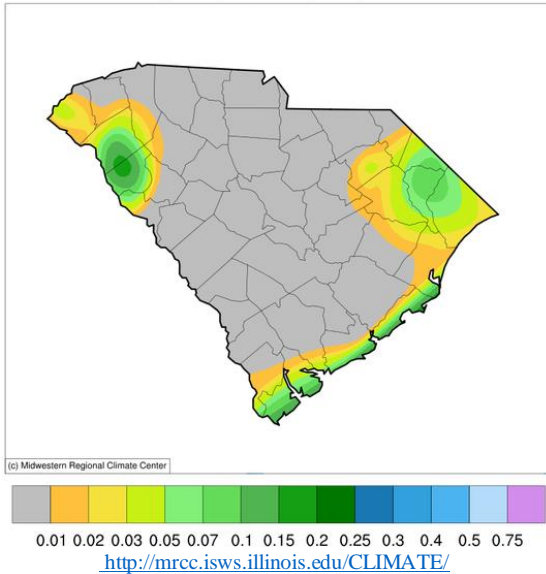 (c) Midwestern Regional Climate Center
0.01 0.02 0.03 0.05 0.07 0.1 0.15 0.2 0.25 0.3 0.4 0.5 0.75
http://mrcc.isws.illinois.edu/CLIMATE/